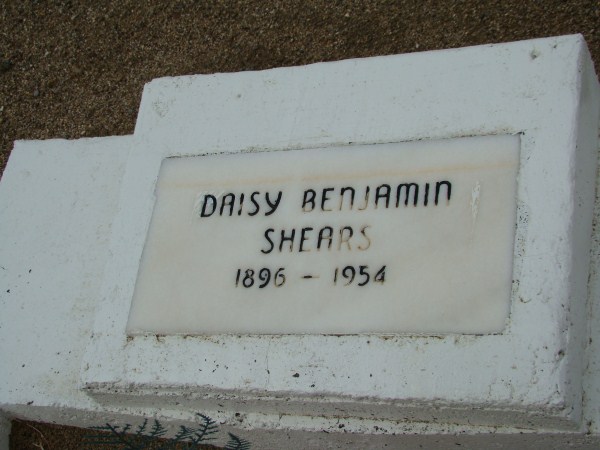 DAISY BENJAMIN
SHEARS
1896 - 1954